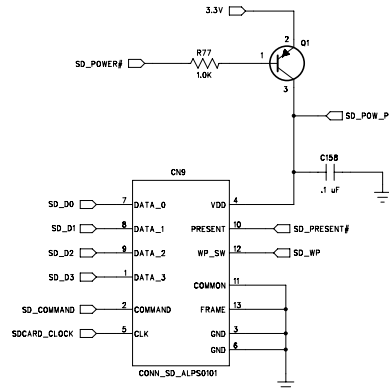 3.3V
2
Q1
R77
SD_POWER#
1
1.0K
3
SD_POW_P
C158
.1 uF
CN9
SD_D0 7 DATA_0 VDD 4
SD_D1 8 DATA_1 PRESENT 10 SD_PRESENT#
SD_D2 9 DATA_2 WP_SW 12 SD_WP
SD_D3 1 DATA_3
COMMON 11
SD_COMMAND 2 COMMAND FRAME 13
SDCARD_CLOCK 5 CLK GND 3
GND 6
CONN_SD_ALPS0101